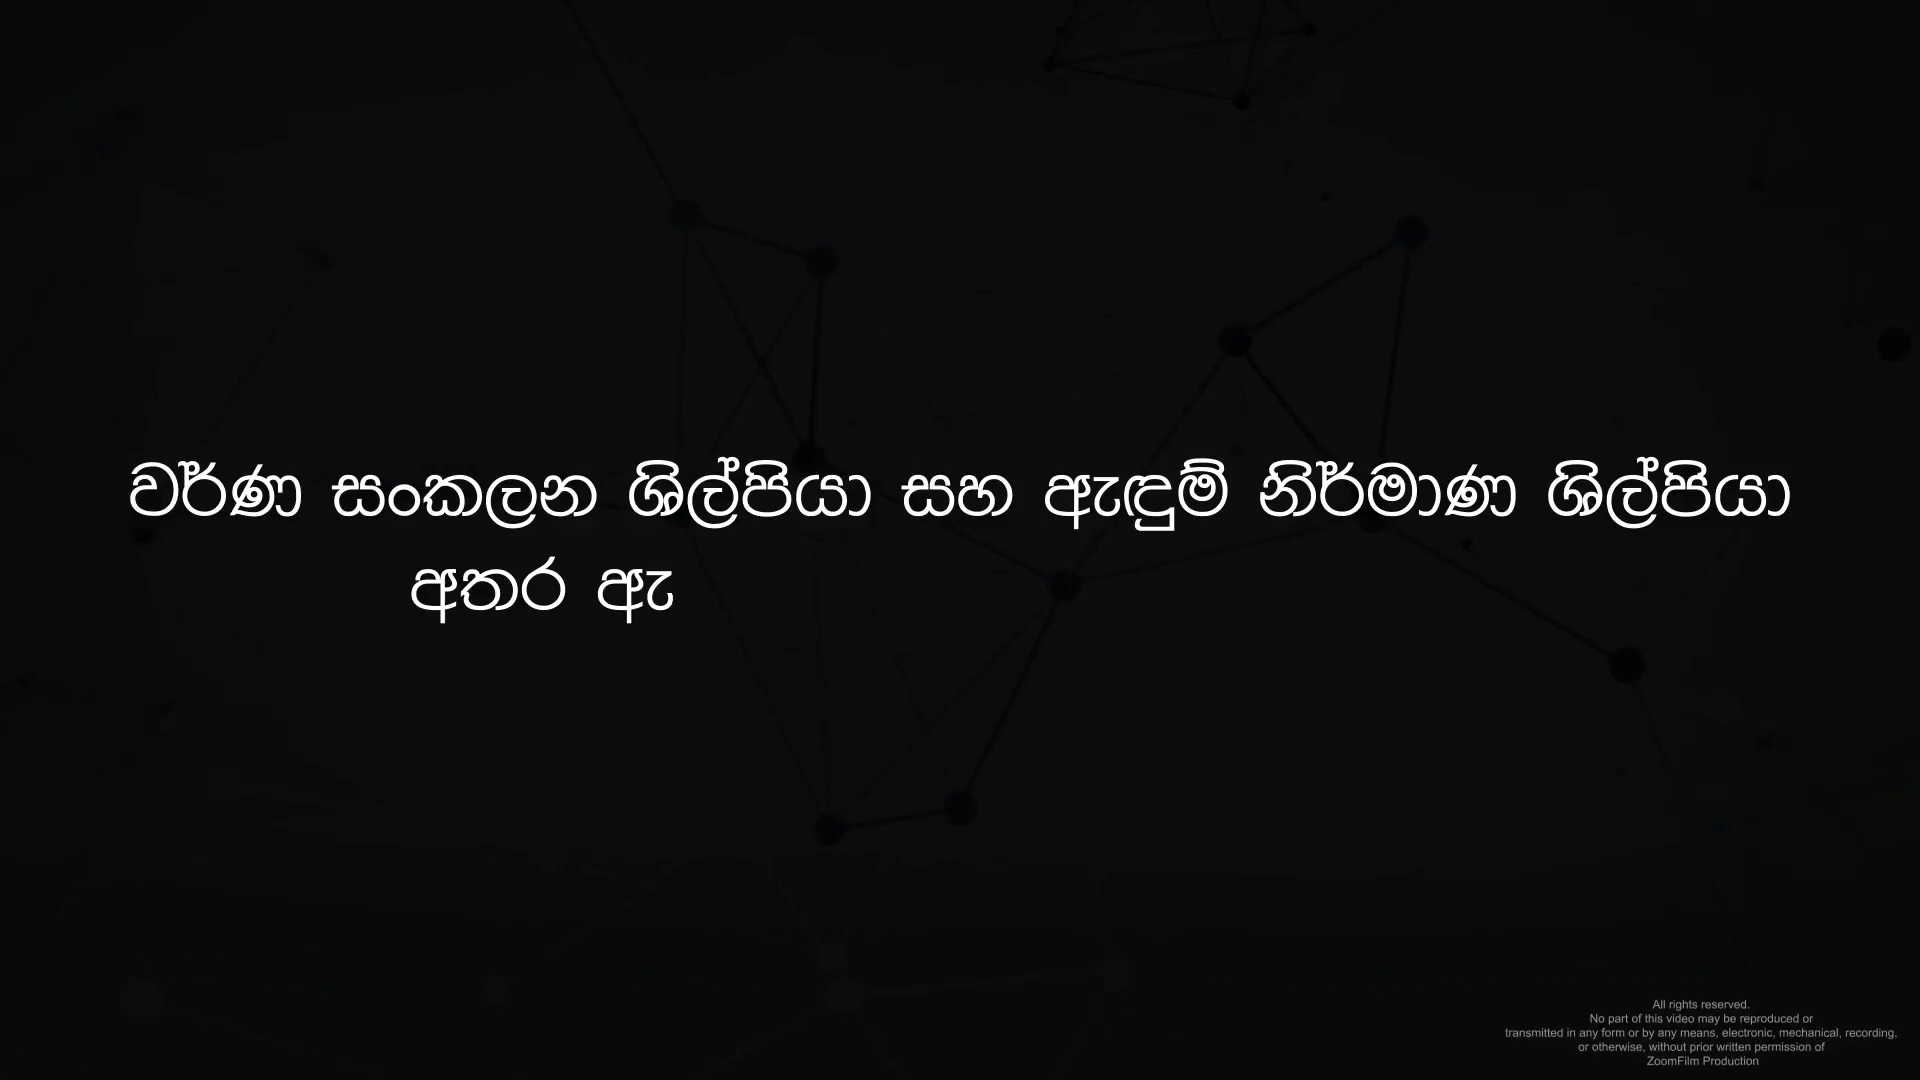 වර්ණ සංකලන ශිල්පියා සහ ඇඳුම් නිර්මාණ ශිල්පියා
අතර ඇ
All rights reserved.
No part of this video may be reproduced or
transmitted in any form or by any means, electronic, mechanical, recording,
or otherwise, without prior written permission of
ZoomFilm Production